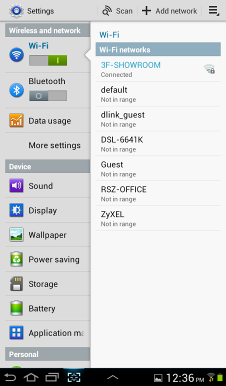 Settings
Scan
Add network
Wireless and network
Wi-Fi
Bluetooth
Data usage
More settings
Device
Sound
Display
Wallpaper
Power saving
Storage
Battery
Application ma
Personal
Wi-Fi
Wi-Fi networks
3F-SHOWROOM
Connected
default
Not in range
dlink_guest
Not in range
DSL-6641K
Not in range
Guest
Not in range
RSZ-OFFICE
Not in range
ZyXEL
Not in range
12:36 PM